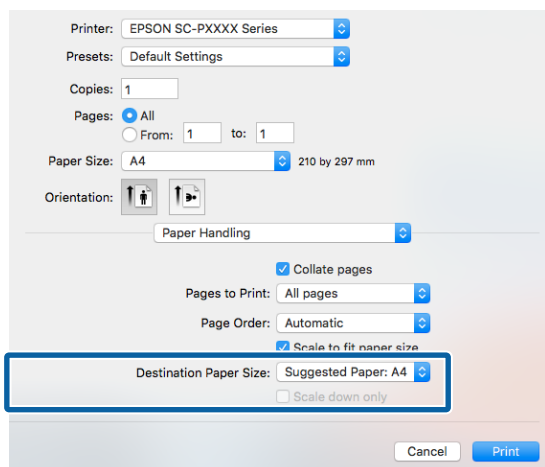 Printer: EPSON SC-PXXXX Series
Presets: Default Settings
Copies: 1
Pages: All
From: 1 to: 1
Paper Size: A4 210 by 297 mm
Orientation:
Paper Handling
Collate pages
Pages to Print: All pages
Page Order: Automatic
Scale to fit paper size
Destination Paper Size: Suggested Paper: A4
Scale down only
Cancel Print